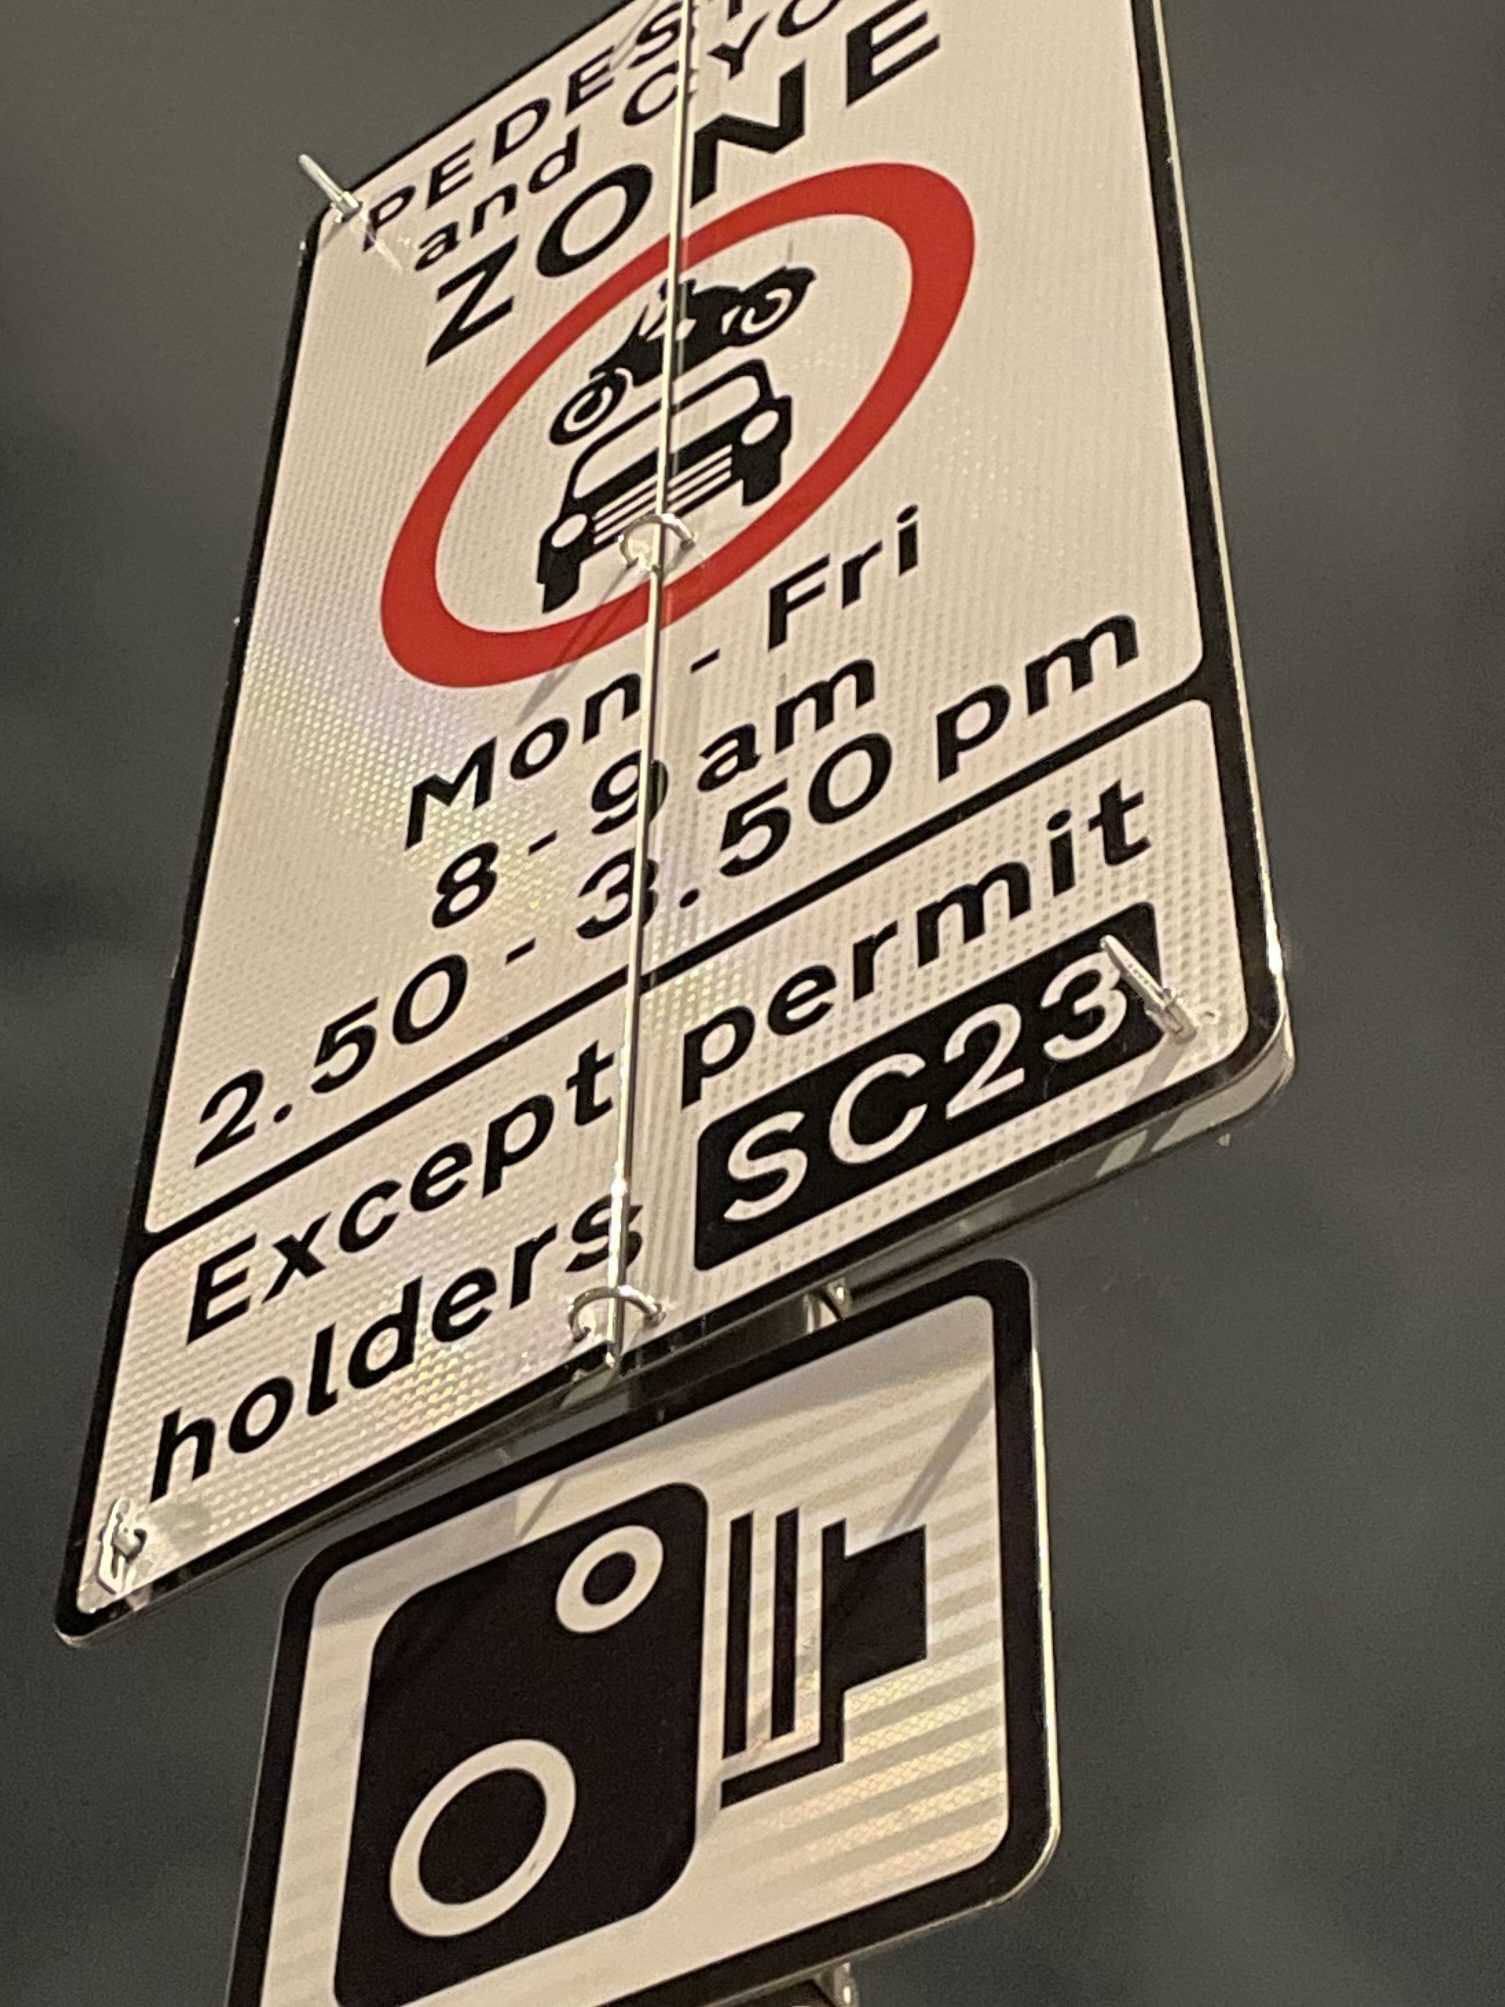 and
ZONE
Mon - Fri
8 - 9 am
2.50 - 3.50 pm
Except permit
holders SC23